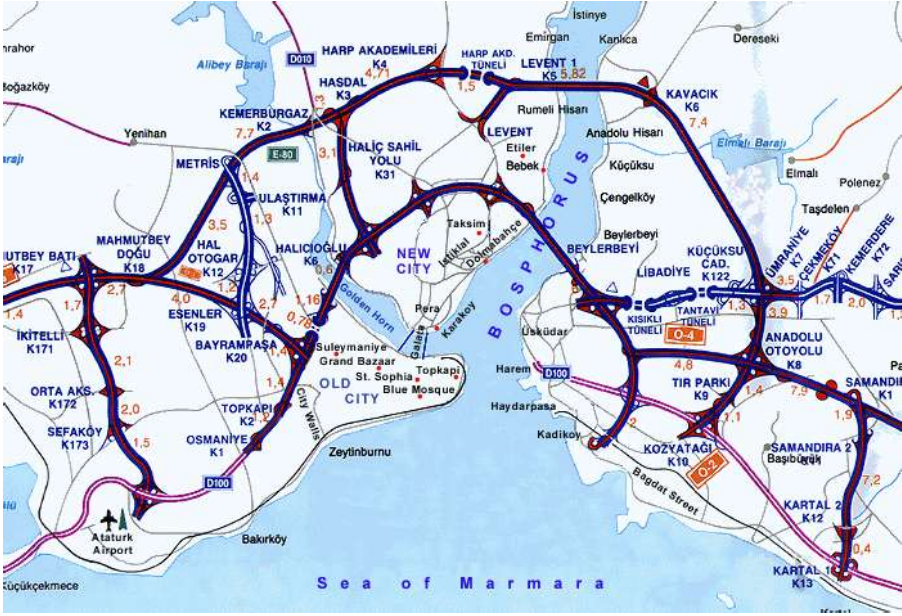 İstinye
Emirgan
Kanlıca
Dereseki
mrahor
D010
HARP AKADEMİLERİ
K4
HARP AKD.
TÜNELİ
LEVENT 1
K5
5,82
4,71
1,5
Alibey Barajı
HASDAL
K3
Boğazköy
KEMERBURGAZ
K2
KAVACIK
K6
7,4
Rumeli Hisarı
7,7
Yenihan
E-80
3,1
HALİÇ SAHİL
YOLU
K31
LEVENT
Etiler
Bebek
Anadolu Hisarı
Elmalı Barajı
Elmalı
arajı
METRİS
1,4
Küçüksu
Polenez
ULAŞTIRMA
K11
1,3
Çengelköy
Taşdelen
3,5
Taksim
İstiklal
Dolmabahçe
BOSPHORUS
Beylerbeyi
BEYLERBEYİ
MAHMUTBEY
DOĞU
K18
HAL
OTOGAR
K12
HALICIOĞLU
K6
0,6
NEW
CITY
KÜÇÜKSU
CAD.
K122
ÜMRANİYE
K7
ÇEKMEKÖY
K71
KEMERDERE
K72
SARI
MUTBEY BATI
K17
LİBADİYE
3,5
1,4
1,7
2,7
4,0
1,2
2,7
1,16
0,78
Golden Horn
Pera
Karakoy
Galata
KISIKLI
TÜNELİ
TANTAVİ
TÜNELİ
1,3
3,9
1,7
2,0
ESENLER
K19
O-4
İKİTELLİ
K171
BAYRAMPAŞA
K20
1,4
Üsküdar
ANADOLU
OTOYOLU
K8
Suleymaniye
Grand Bazaar
St. Sophia
Topkapi
Blue Mosque
2,1
1,4
OLD
CITY
Harem
D100
4,8
TIR PARKI
K9
1,4
7,9
SAMANDIR
K1
ORTA AKS.
K172
2,0
TOPKAPI
K2
1,2
City Walls
Haydarpasa
2
1,1
1,9
SEFAKÖY
K173
1,5
OSMANİYE
K1
Kadikoy
KOZYATAĞI
K10
SAMANDIRA 2
Başıbüyük
Zeytinburnu
O-2
Bagdat Street
D100
7,2
KARTAL 2
K12
Ataturk
Airport
Bakırköy
0,4
KARTAL 1
K13
Küçükçekmece
Sea of Marmara